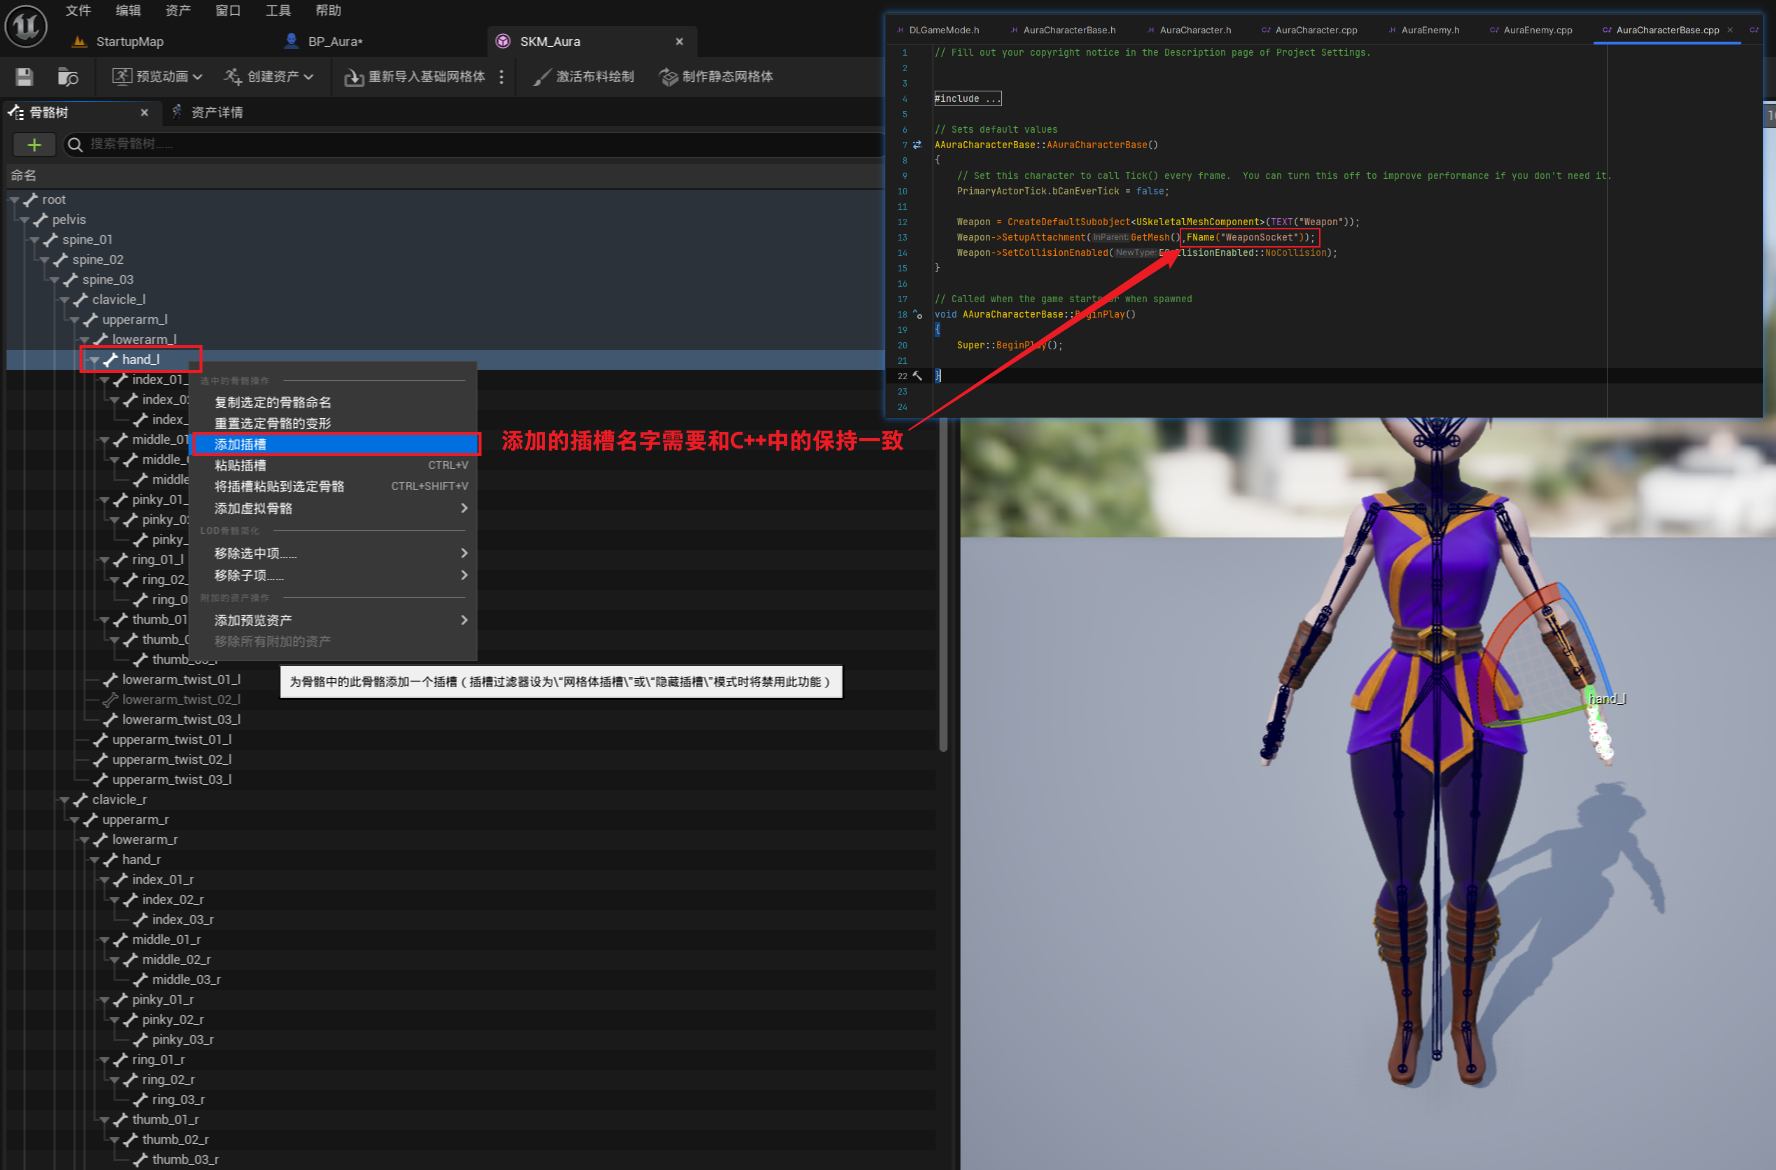 文件 编辑 资产 窗口 工具 帮助
StartupMap BP_Aura* SKM_Aura ×
预览动画 创建资产 重新导入基础网格体 激活布料绘制 制作静态网格体
骨骼树 × 资产详情
搜索骨骼树......
命名
root
pelvis
spine_01
spine_02
spine_03
clavicle_l
upperarm_l
lowerarm_l
hand_l
index_01_
index_0
index_
middle_01
middle_
middle
pinky_01_
pinky_0
pinky_
ring_01_l
ring_02_
ring_0
thumb_01
thumb_0
thumb_03_l
lowerarm_twist_01_l
lowerarm_twist_02_l
lowerarm_twist_03_l
upperarm_twist_01_l
upperarm_twist_02_l
upperarm_twist_03_l
clavicle_r
upperarm_r
lowerarm_r
hand_r
index_01_r
index_02_r
index_03_r
middle_01_r
middle_02_r
middle_03_r
pinky_01_r
pinky_02_r
pinky_03_r
ring_01_r
ring_02_r
ring_03_r
thumb_01_r
thumb_02_r
thumb_03_r
选中的骨骼操作
复制选定的骨骼命名
重置选定骨骼的变形
添加插槽
粘贴插槽 CTRL+V
将插槽粘贴到选定骨骼 CTRL+SHIFT+V
添加虚拟骨骼
LOD骨骼简化
移除选中项......
移除子项......
附加的资产操作
添加预览资产
移除所有附加的资产
为骨骼中的此骨骼添加一个插槽（插槽过滤器设为\"网格体插槽\"或\"隐藏插槽\"模式时将禁用此功能）
添加的插槽名字需要和C++中的保持一致
DLGameMode.h AuraCharacterBase.h AuraCharacter.h AuraCharacter.cpp AuraEnemy.h AuraEnemy.cpp AuraCharacterBase.cpp ×
1 // Fill out your copyright notice in the Description page of Project Settings.
2
3
4 #include ...
5
6 // Sets default values
7 AAuraCharacterBase::AAuraCharacterBase()
8 {
9 // Set this character to call Tick() every frame.  You can turn this off to improve performance if you don't need it.
10 PrimaryActorTick.bCanEverTick = false;
11
12 Weapon = CreateDefaultSubobject<USkeletalMeshComponent>(TEXT("Weapon"));
13 Weapon->SetupAttachment(InParent:GetMesh(),FName("WeaponSocket"));
14 Weapon->SetCollisionEnabled(NewType:ECollisionEnabled::NoCollision);
15 }
16
17 // Called when the game starts or when spawned
18 void AAuraCharacterBase::BeginPlay()
19 {
20 Super::BeginPlay();
21
22 }
23
24
hand_l